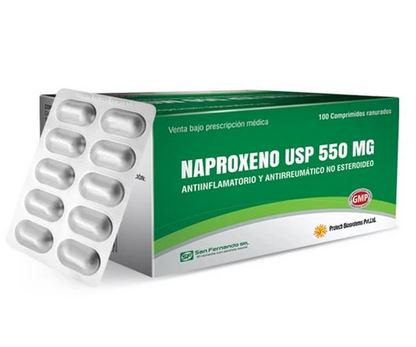 100 Comprimidos ranurados
Venta bajo prescripción médica
NAPROXENO USP 550 MG
ANTIINFLAMATORIO Y ANTIRREUMÁTICO NO ESTEROIDEO
GMP
SF San Fernando SRL
Protech Biosystems Pvt.Ltd.